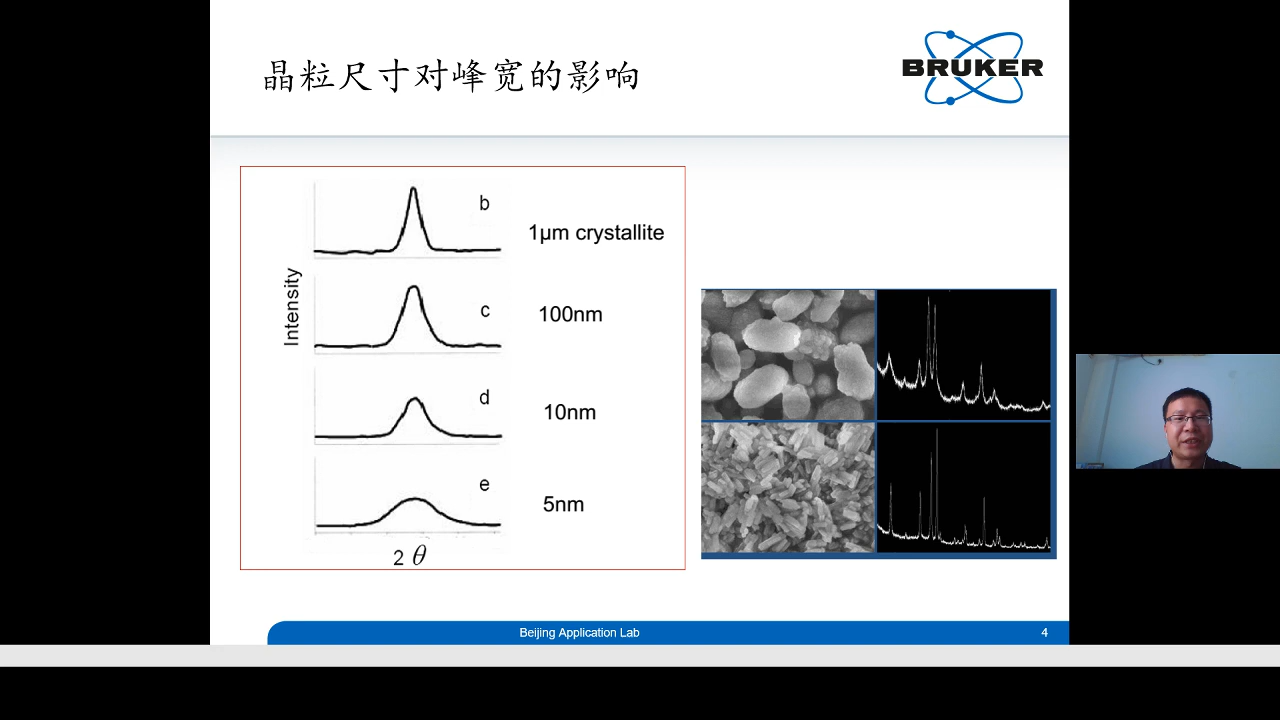 晶粒尺寸对峰宽的影响
BRUKER
b
1μm crystallite
Intensity
c
100nm
d
10nm
e
5nm
2 θ
Beijing Application Lab
4